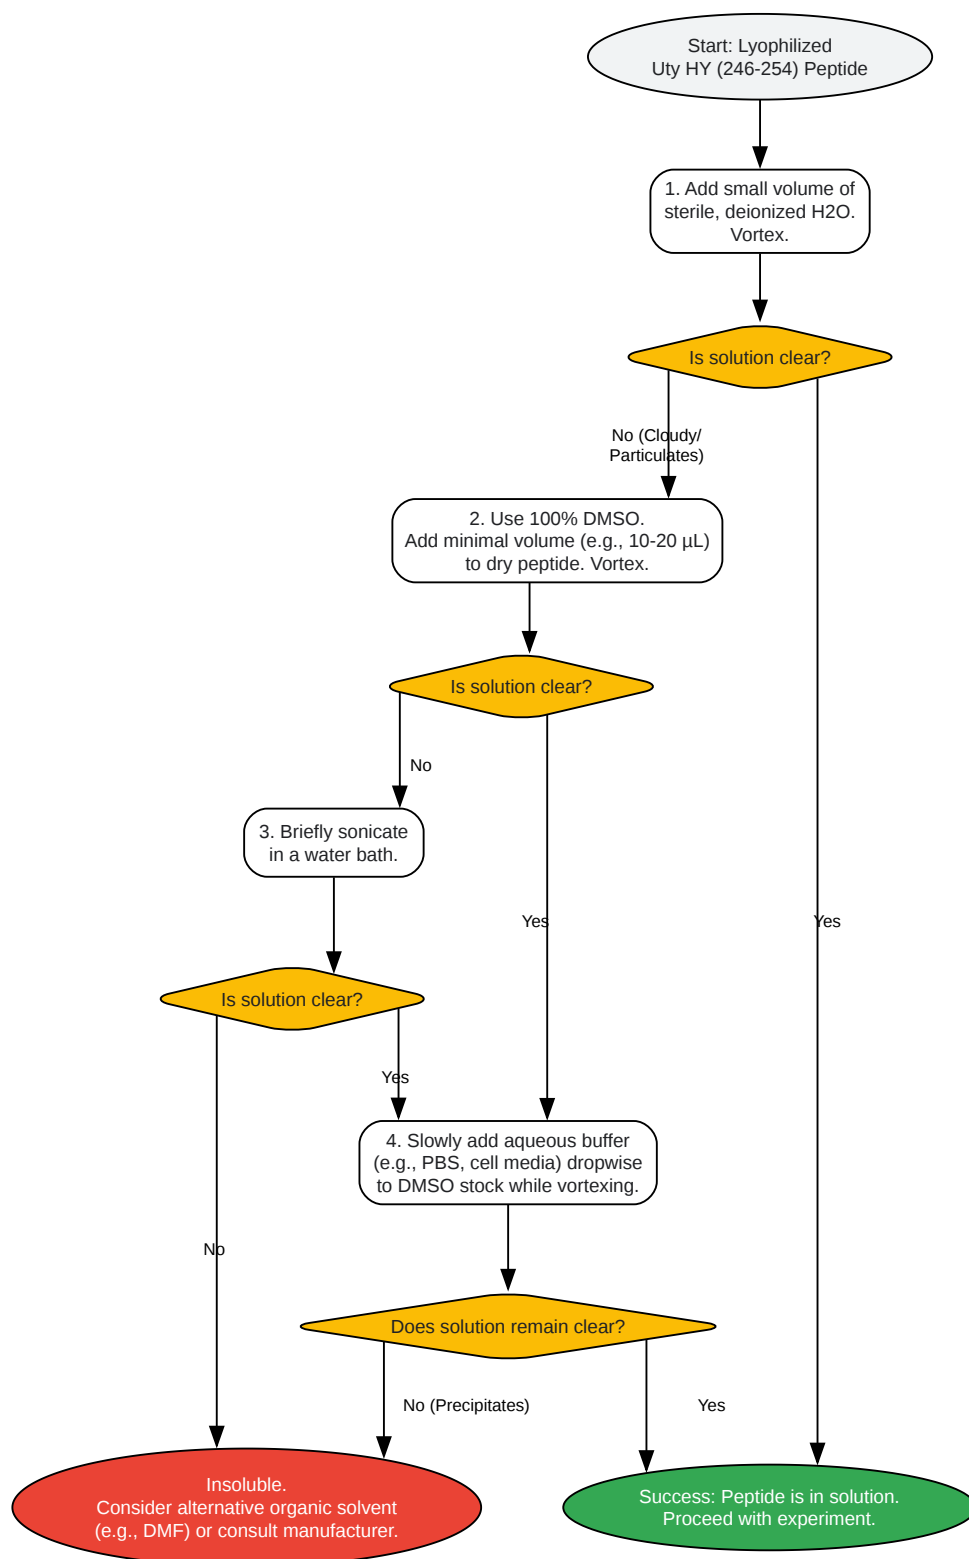 Start: Lyophilized
Uty HY (246-254) Peptide
1. Add small volume of
sterile, deionized H2O.
Vortex.
Is solution clear?
No (Cloudy/
Particulates)
2. Use 100% DMSO.
Add minimal volume (e.g., 10-20 µL)
to dry peptide. Vortex.
Is solution clear?
No
3. Briefly sonicate
in a water bath.
Yes
Yes
Is solution clear?
Yes
4. Slowly add aqueous buffer
(e.g., PBS, cell media) dropwise
to DMSO stock while vortexing.
No
Does solution remain clear?
No (Precipitates)
Yes
Insoluble.
Consider alternative organic solvent
(e.g., DMF) or consult manufacturer.
Success: Peptide is in solution.
Proceed with experiment.